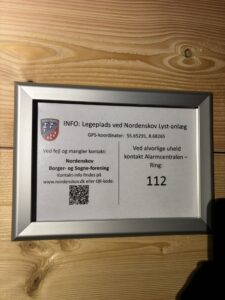 INFO: Legeplads ved Nordenskov Lyst-anlæg
GPS-koordinater: 55.65291, 8.68265
Ved fejl og mangler kontakt:
Nordenskov
Borger- og Sogne-forening
Kontakt-info findes på
www.nordenskov.dk eller QR-kode:
Ved alvorlige uheld
kontakt Alarmcentralen –
Ring:
112